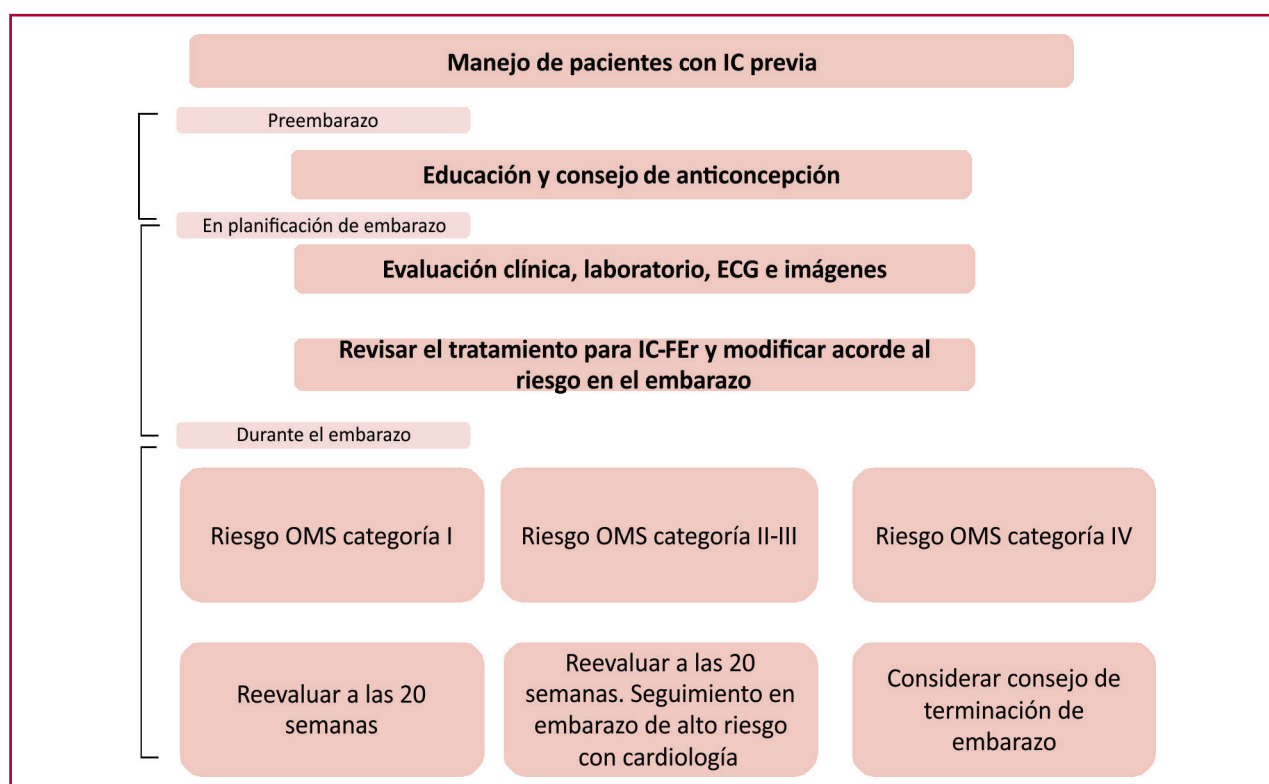 Manejo de pacientes con IC previa
Preembarazo
Educación y consejo de anticoncepción
En planificación de embarazo
Evaluación clínica, laboratorio, ECG e imágenes
Revisar el tratamiento para IC-FEr y modificar acorde al
riesgo en el embarazo
Durante el embarazo
Riesgo OMS categoría I
Riesgo OMS categoría II-III
Riesgo OMS categoría IV
Reevaluar a las 20
semanas
Reevaluar a las 20
semanas. Seguimiento en
embarazo de alto riesgo
con cardiología
Considerar consejo de
terminación de
embarazo